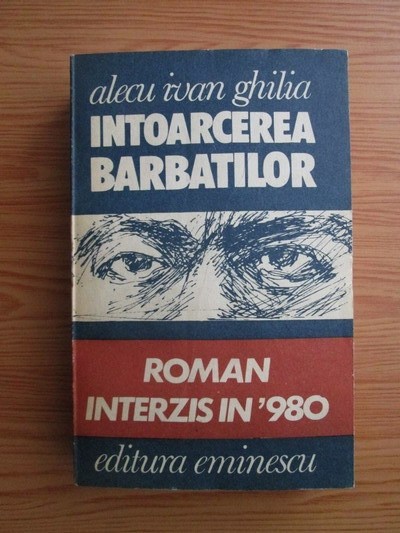 alecu ivan ghilia
INTOARCEREA
BARBATILOR
ROMAN
INTERZIS IN '980
editura eminescu